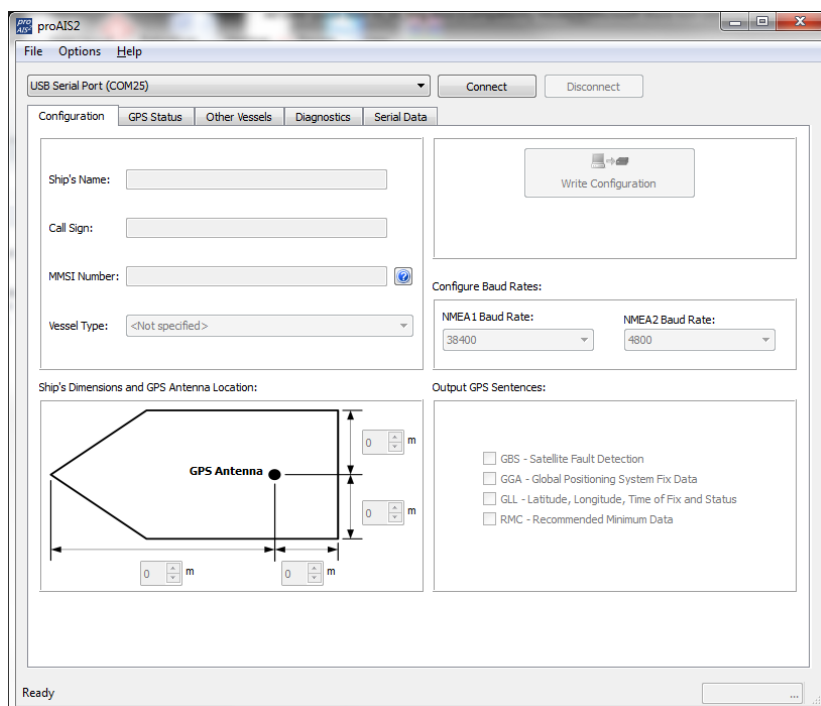 pro AIS2
proAIS2
File Options Help
USB Serial Port (COM25)
Connect
Disconnect
Configuration
GPS Status
Other Vessels
Diagnostics
Serial Data
Ship's Name:
Call Sign:
MMSI Number:
?
Vessel Type:
<Not specified>
Write Configuration
Configure Baud Rates:
NMEA1 Baud Rate:
38400
NMEA2 Baud Rate:
4800
Ship's Dimensions and GPS Antenna Location:
GPS Antenna
0 m
0 m
0 m
0 m
Output GPS Sentences:
GBS - Satellite Fault Detection
GGA - Global Positioning System Fix Data
GLL - Latitude, Longitude, Time of Fix and Status
RMC - Recommended Minimum Data
Ready
...